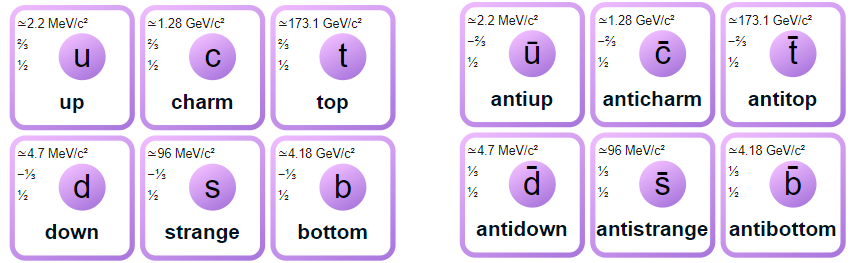 ≃2.2 MeV/c²
⅔
½
u
up
≃1.28 GeV/c²
⅔
½
c
charm
≃173.1 GeV/c²
⅔
½
t
top
≃2.2 MeV/c²
−⅔
½
ū
antiup
≃1.28 GeV/c²
−⅔
½
c̄
anticharm
≃173.1 GeV/c²
−⅔
½
t̄
antitop
≃4.7 MeV/c²
−⅓
½
d
down
≃96 MeV/c²
−⅓
½
s
strange
≃4.18 GeV/c²
−⅓
½
b
bottom
≃4.7 MeV/c²
⅓
½
d̄
antidown
≃96 MeV/c²
⅓
½
s̄
antistrange
≃4.18 GeV/c²
⅓
½
b̄
antibottom